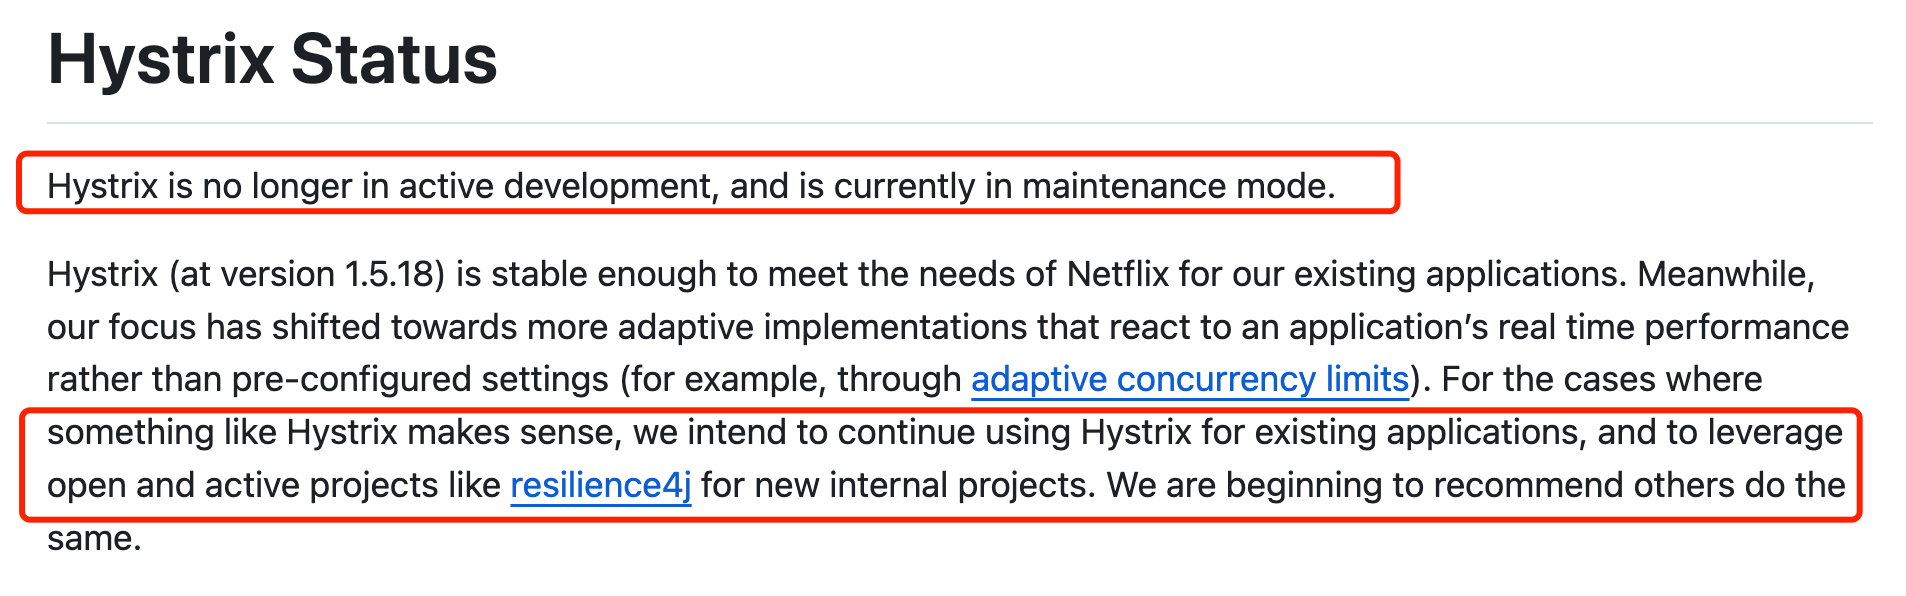 Hystrix Status
Hystrix is no longer in active development, and is currently in maintenance mode.
Hystrix (at version 1.5.18) is stable enough to meet the needs of Netflix for our existing applications. Meanwhile,
our focus has shifted towards more adaptive implementations that react to an application’s real time performance
rather than pre-configured settings (for example, through adaptive concurrency limits). For the cases where
something like Hystrix makes sense, we intend to continue using Hystrix for existing applications, and to leverage
open and active projects like resilience4j for new internal projects. We are beginning to recommend others do the
same.